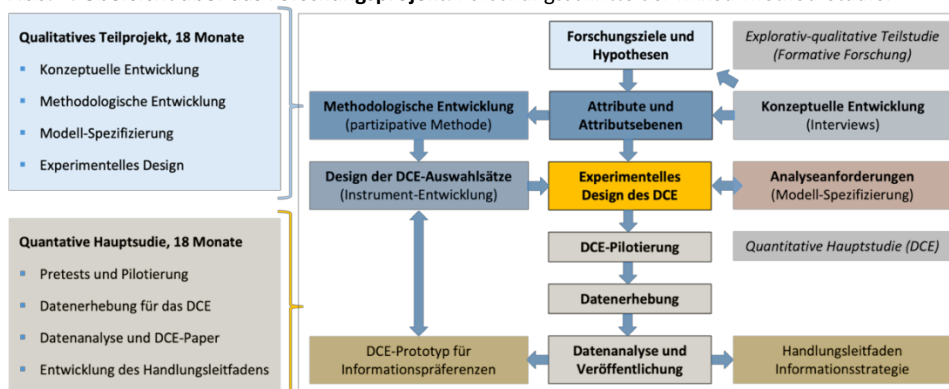 Qualitatives Teilprojekt, 18 Monate
Konzeptuelle Entwicklung
Methodologische Entwicklung
Modell-Spezifizierung
Experimentelles Design
Quantative Hauptsudie, 18 Monate
Pretests und Pilotierung
Datenerhebung für das DCE
Datenanalyse und DCE-Paper
Entwicklung des Handlungsleitfadens
Forschungsziele und
Hypothesen
Explorativ-qualitative Teilstudie
(Formative Forschung)
Methodologische Entwicklung
(partizipative Methode)
Attribute und
Attributsebenen
Konzeptuelle Entwicklung
(Interviews)
Design der DCE-Auswahlsätze
(Instrument-Entwicklung)
Experimentelles
Design des DCE
Analyseanforderungen
(Modell-Spezifizierung)
DCE-Pilotierung
Quantitative Hauptstudie (DCE)
Datenerhebung
DCE-Prototyp für
Informationspräferenzen
Datenanalyse und
Veröffentlichung
Handlungsleitfaden
Informationsstrategie